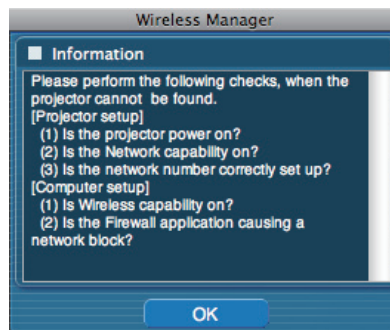 Wireless Manager
Information
Please perform the following checks, when the
projector cannot be found.
[Projector setup]
(1) Is the projector power on?
(2) Is the Network capability on?
(3) Is the network number correctly set up?
[Computer setup]
(1) Is Wireless capability on?
(2) Is the Firewall application causing a
network block?
OK